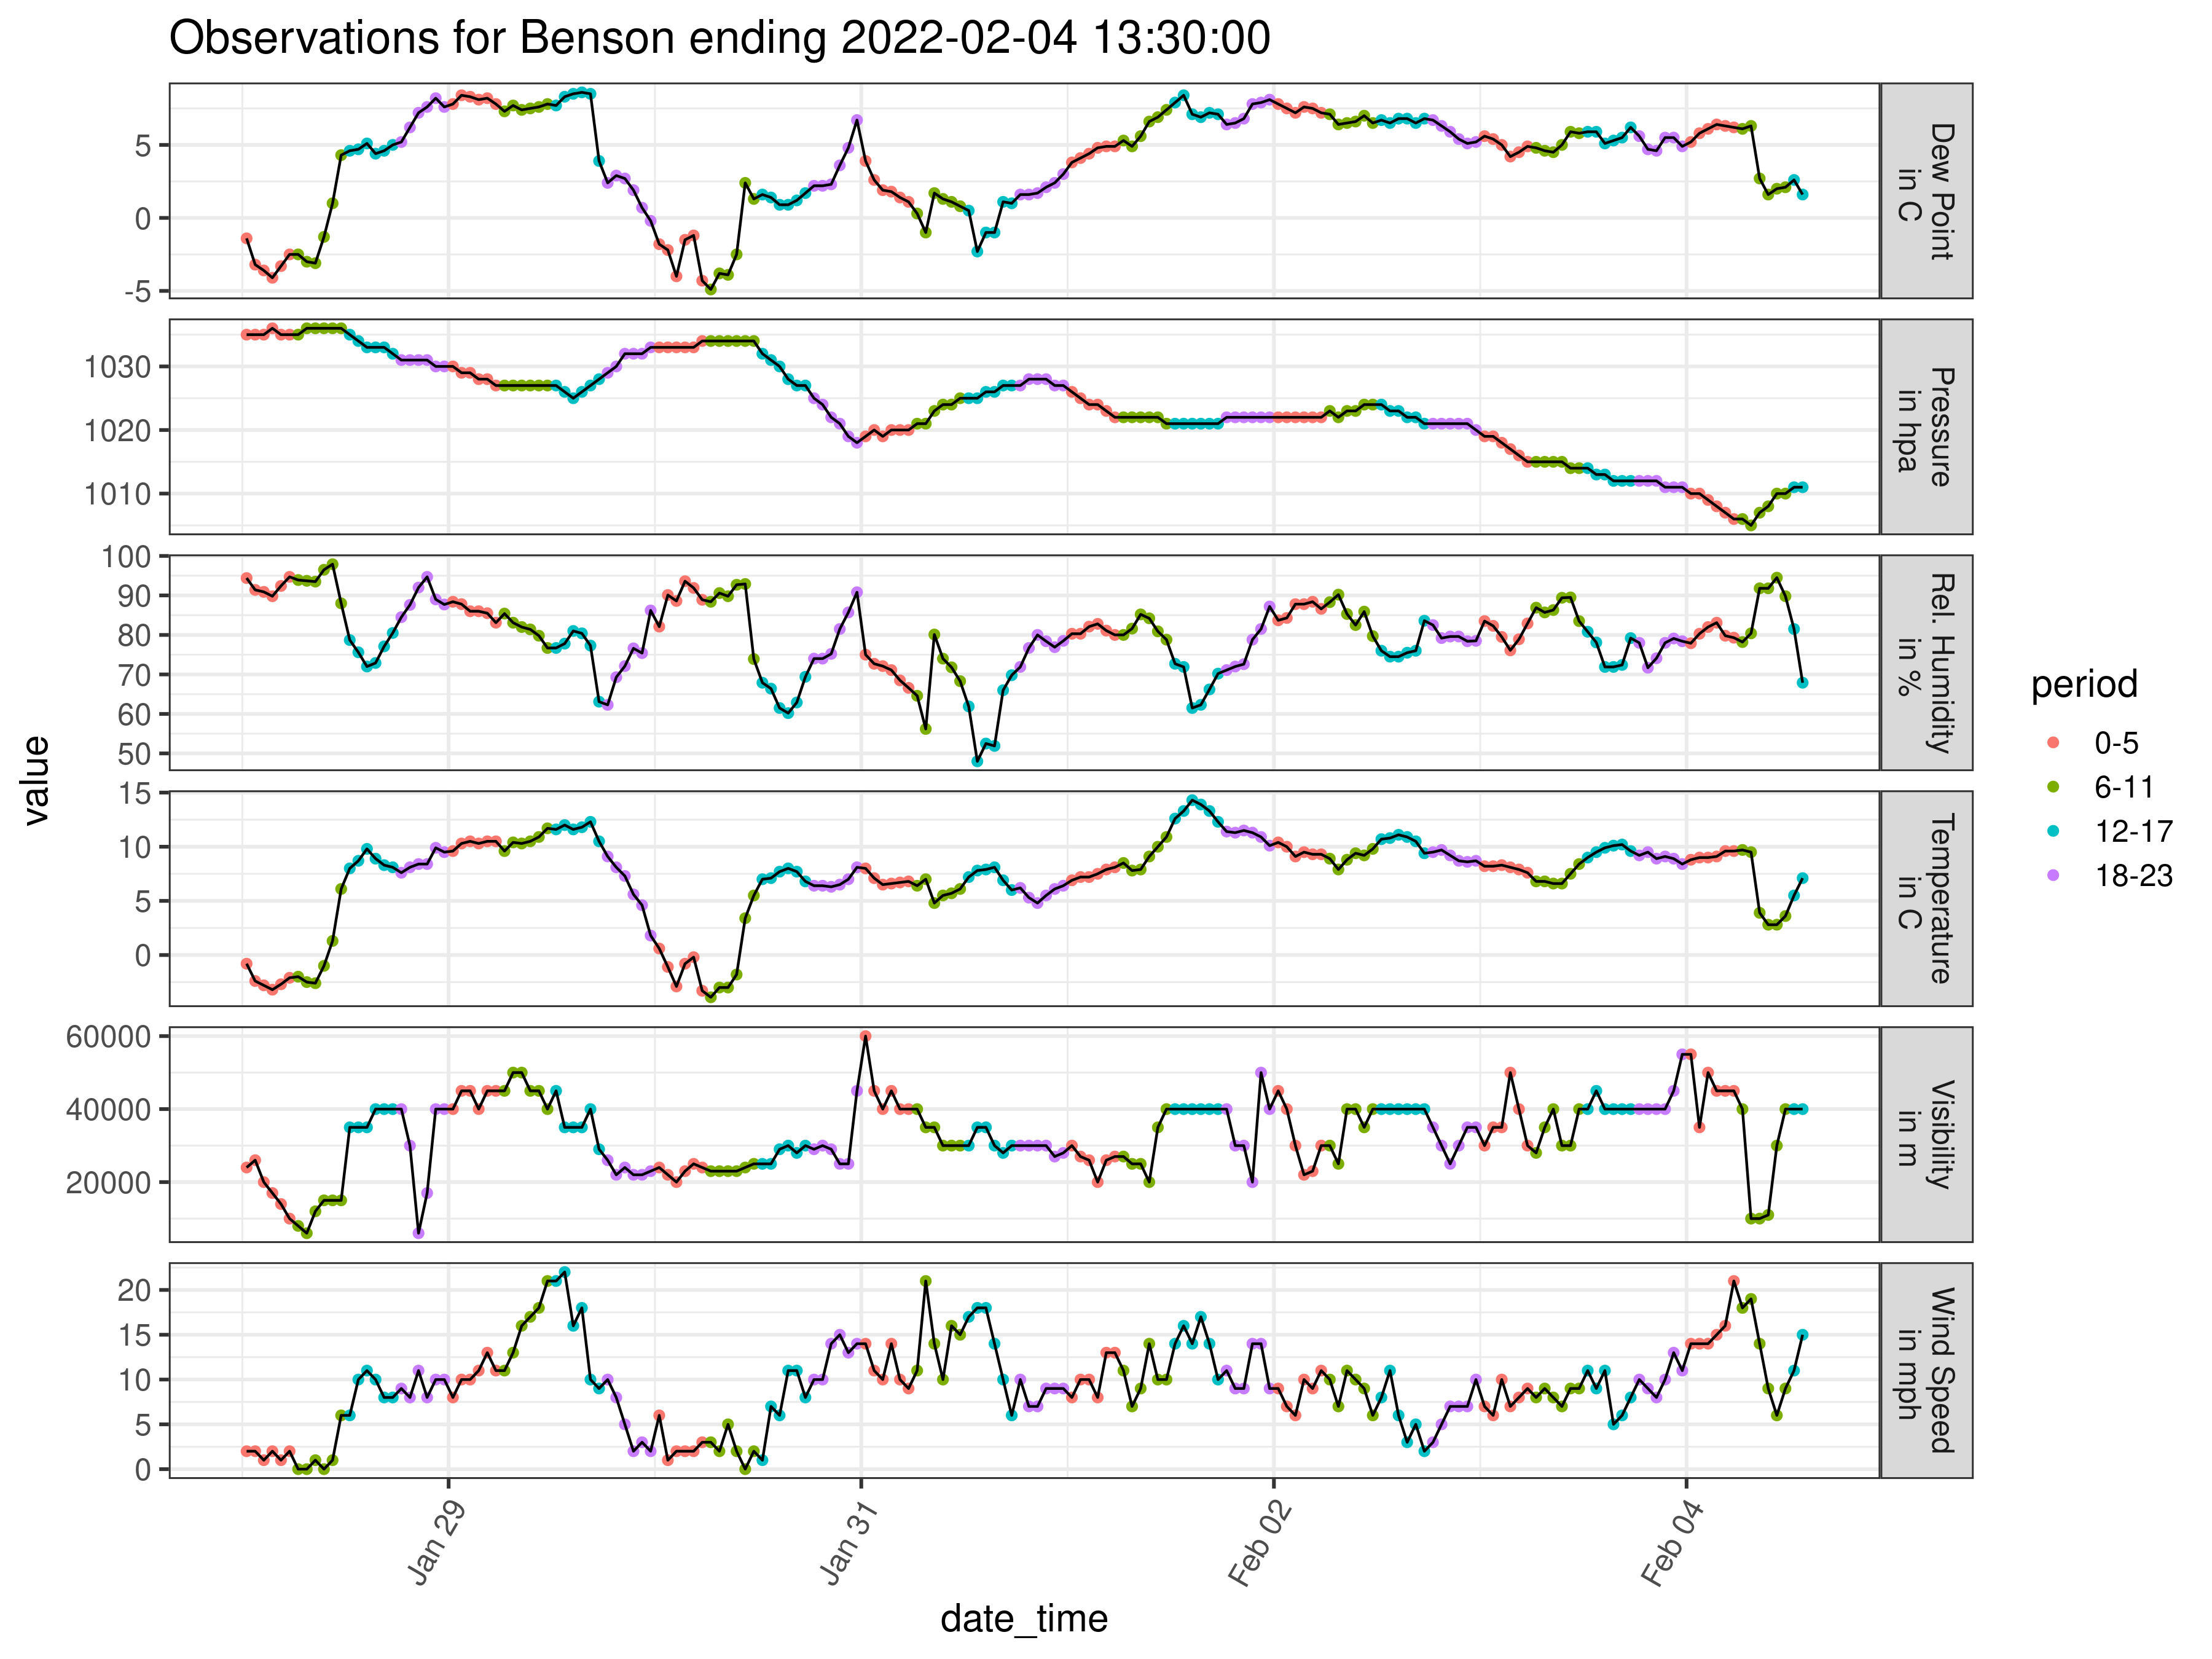 Observations for Benson ending 2022-02-04 13:30:00
value
5
0
-5
Dew Point
in C
1030
1020
1010
Pressure
in hpa
100
90
80
70
60
50
Rel. Humidity
in %
15
10
5
0
Temperature
in C
60000
40000
20000
Visibility
in m
20
15
10
5
0
Wind Speed
in mph
Jan 29
Jan 31
Feb 02
Feb 04
date_time
period
0-5
6-11
12-17
18-23